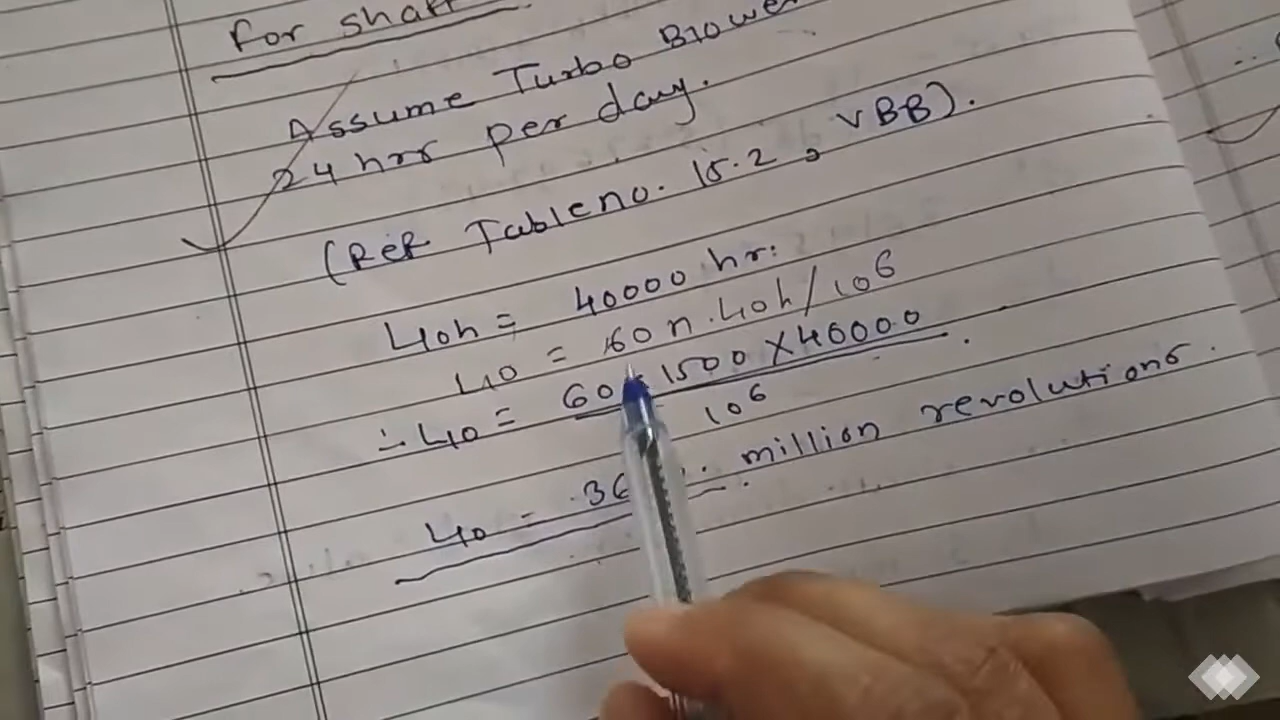 For shaft
Assume Turbo Blower
24 hrs per day.
(Ref Table no. 15.2, VBB).
L10h = 40000 hr.
L10 = 60 n. L10h / 10^6
∴ L10 = 60 × 1500 × 40000
10^6
L10 = million revolutions.